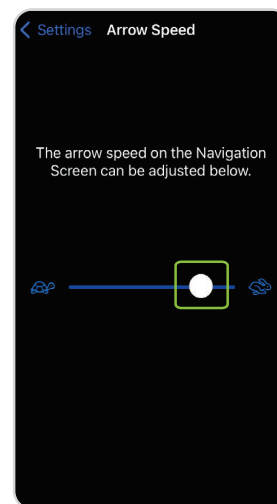 Settings Arrow Speed
The arrow speed on the Navigation
Screen can be adjusted below.